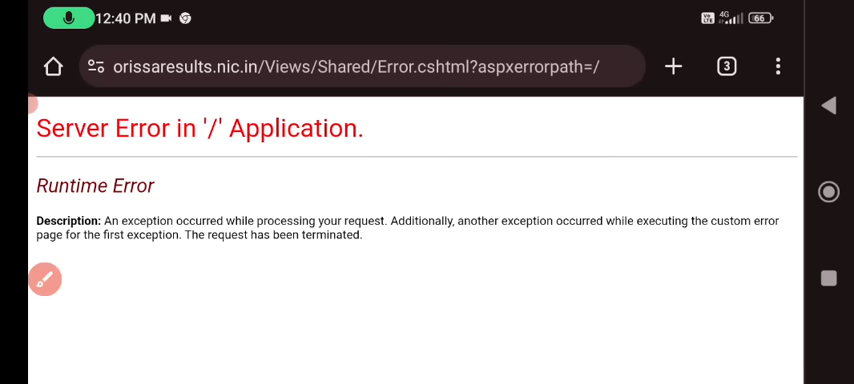 12:40 PM
4G
66
orissaresults.nic.in/Views/Shared/Error.cshtml?aspxerrorpath=/
3
Server Error in '/' Application.
Runtime Error
Description: An exception occurred while processing your request. Additionally, another exception occurred while executing the custom error
page for the first exception. The request has been terminated.